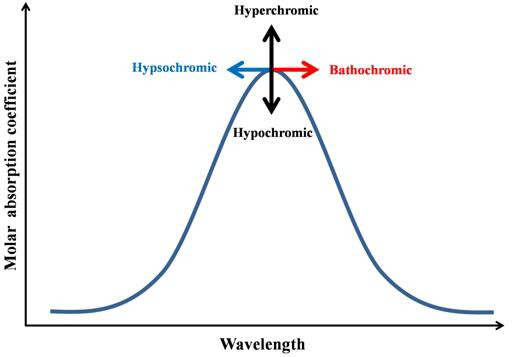 Hyperchromic
Hypsochromic
Bathochromic
Hypochromic
Molar absorption coefficient
Wavelength